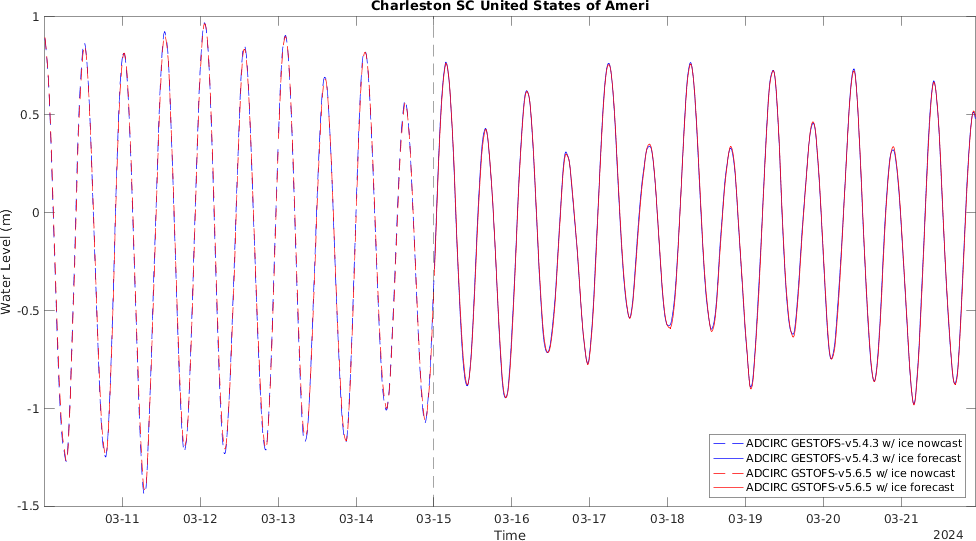 Charleston SC United States of Ameri
1
0.5
0
-0.5
-1
-1.5
Water Level (m)
03-11 03-12 03-13 03-14 03-15 03-16 03-17 03-18 03-19 03-20 03-21
Time
2024
ADCIRC GESTOFS-v5.4.3 w/ ice nowcast
ADCIRC GESTOFS-v5.4.3 w/ ice forecast
ADCIRC GSTOFS-v5.6.5 w/ ice nowcast
ADCIRC GSTOFS-v5.6.5 w/ ice forecast